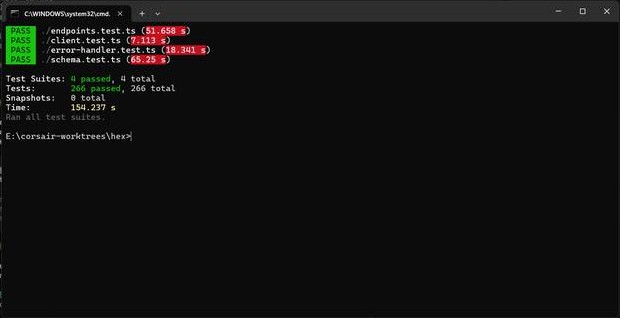 C:\WINDOWS\system32\cmd.
PASS ./endpoints.test.ts (51.658 s)
PASS ./client.test.ts (7.113 s)
PASS ./error-handler.test.ts (18.341 s)
PASS ./schema.test.ts (65.25 s)
Test Suites: 4 passed, 4 total
Tests: 266 passed, 266 total
Snapshots: 0 total
Time: 154.237 s
Ran all test suites.
E:\corsair-worktrees\hex>